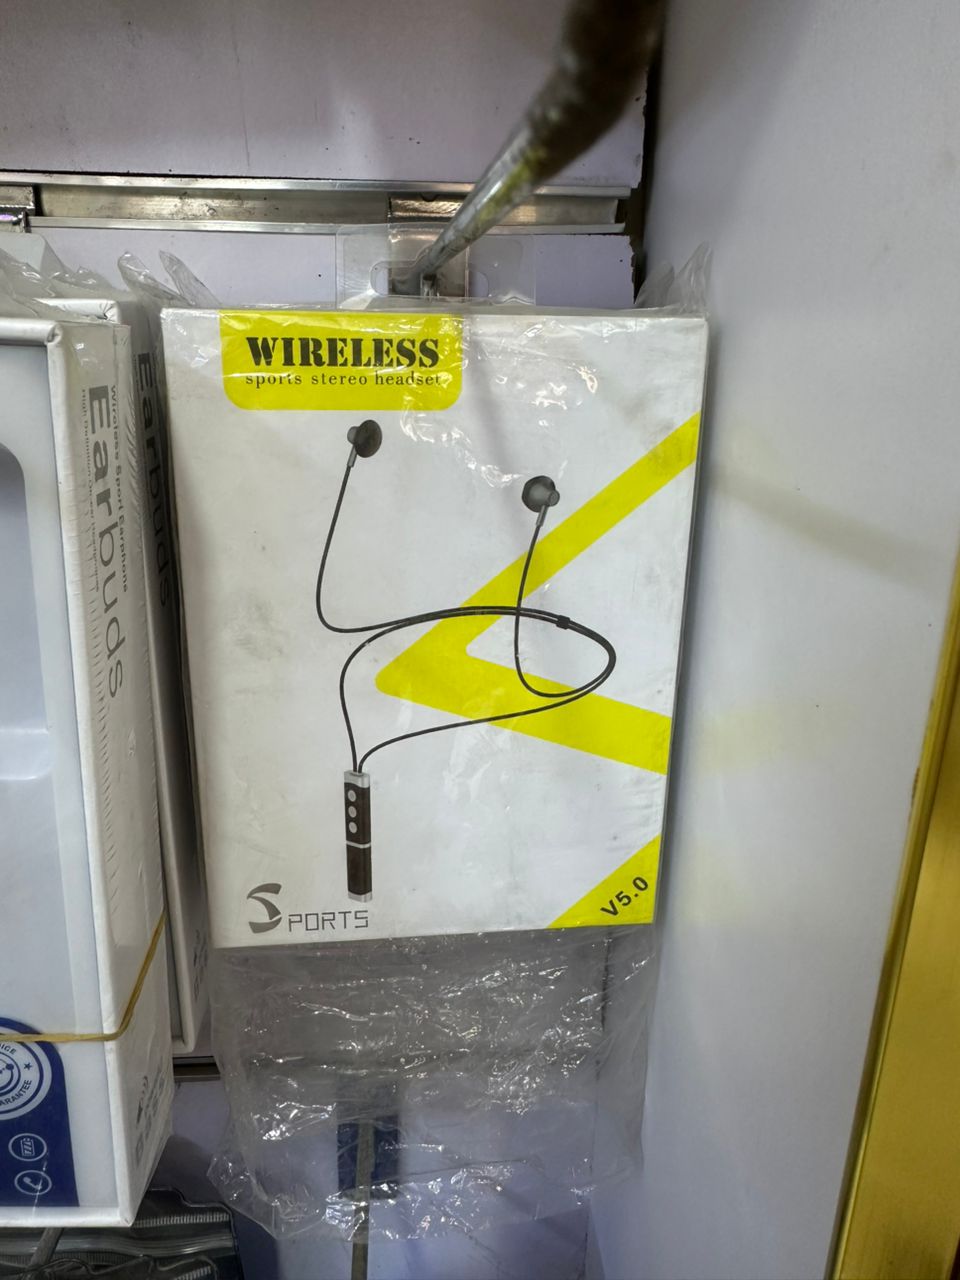 WIRELESS
sports stereo headset
SPORTS
V5.0
Earbuds
Wireless Sport Earphone
Earbuds